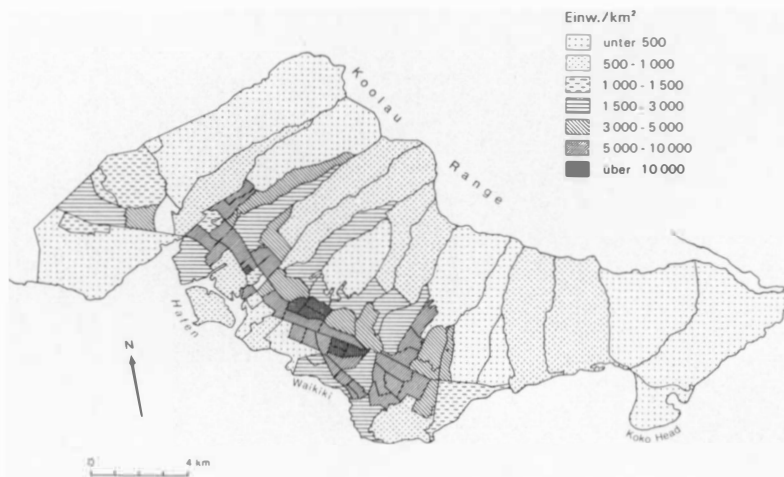 Einw./km²
unter 500
500 - 1 000
1 000 - 1 500
1 500 - 3 000
3 000 - 5 000
5 000 - 10 000
über 10 000
Koolau
Range
Hafen
N
Waikiki
Koko Head
0 4 km